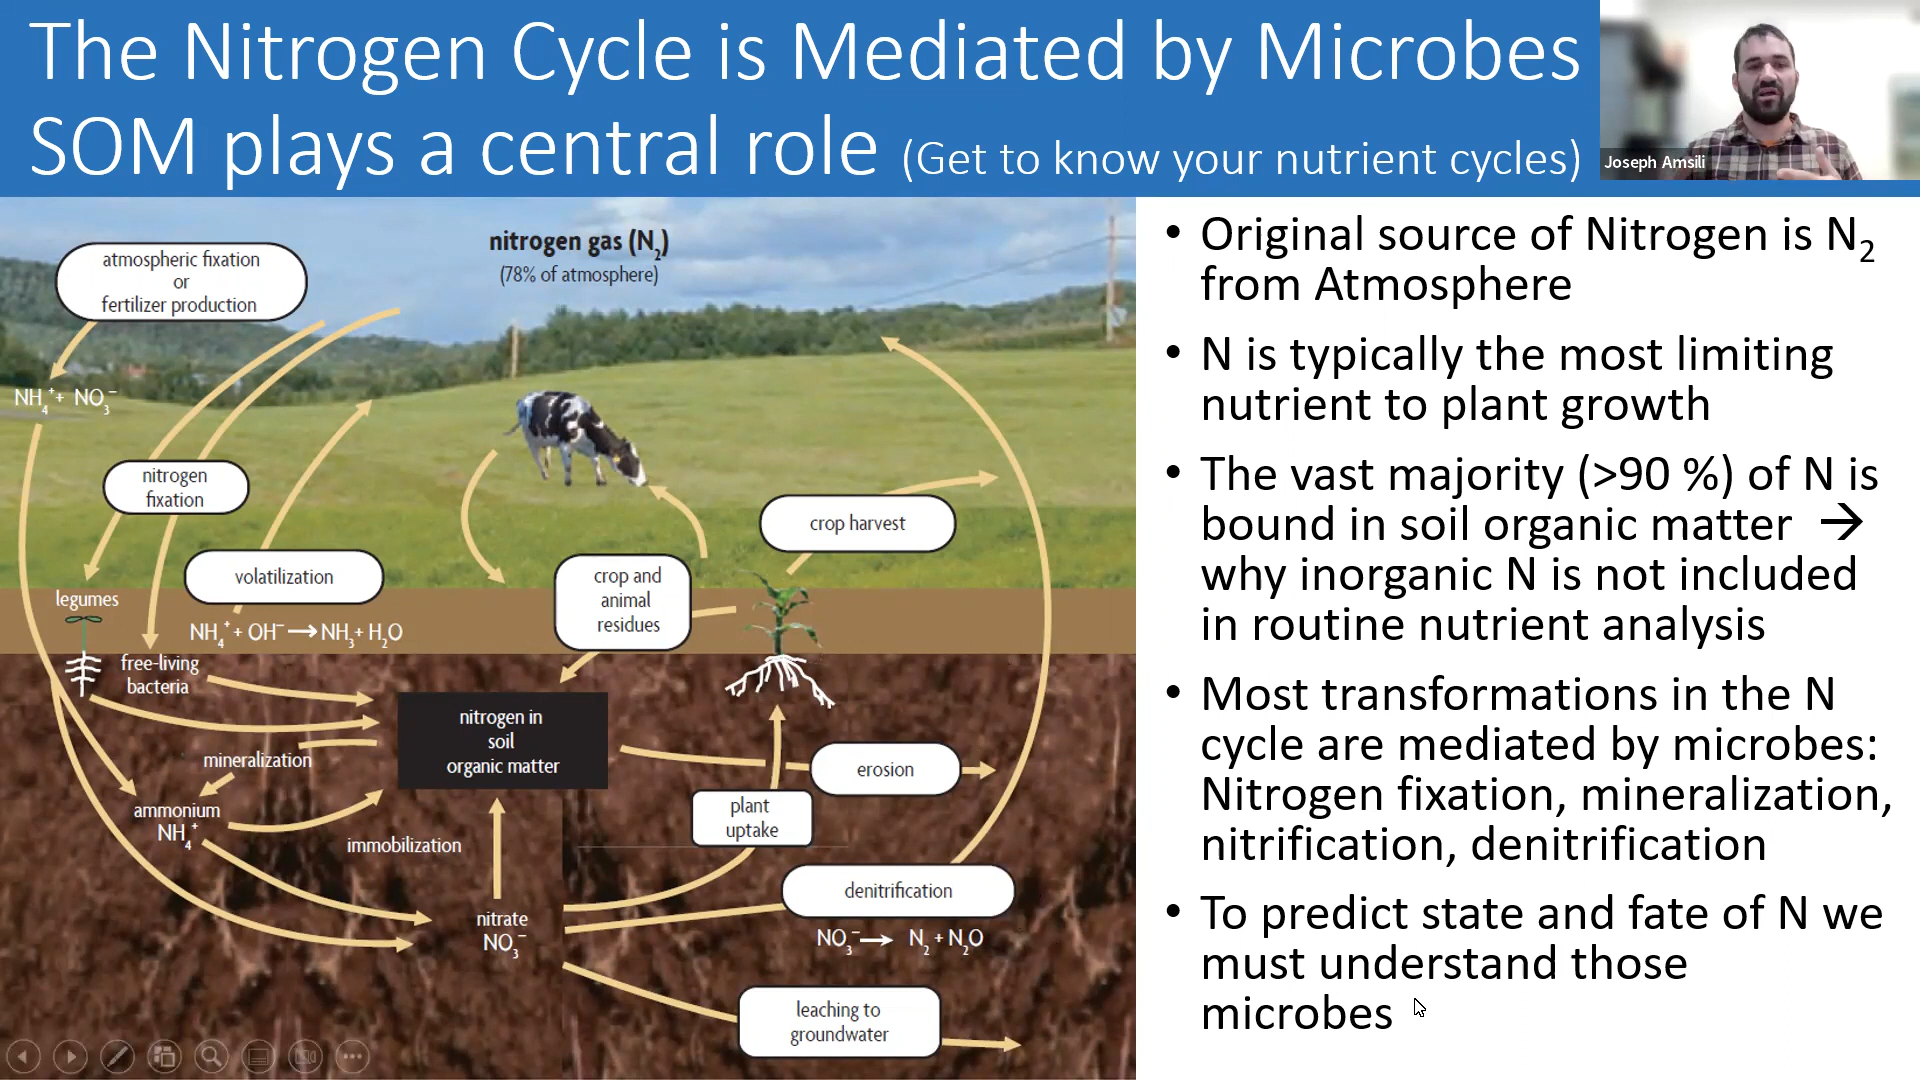 The Nitrogen Cycle is Mediated by Microbes
SOM plays a central role (Get to know your nutrient cycles)
Joseph Amsili
nitrogen gas (N₂)
(78% of atmosphere)
atmospheric fixation
or
fertilizer production
NH₄⁺ + NO₃⁻
nitrogen
fixation
volatilization
NH₄⁺ + OH⁻ → NH₃ + H₂O
legumes
free-living
bacteria
crop and
animal
residues
crop harvest
nitrogen in
soil
organic matter
mineralization
ammonium
NH₄⁺
immobilization
nitrate
NO₃⁻
erosion
plant
uptake
denitrification
NO₃⁻ → N₂ + N₂O
leaching to
groundwater
• Original source of Nitrogen is N₂
from Atmosphere
• N is typically the most limiting
nutrient to plant growth
• The vast majority (>90 %) of N is
bound in soil organic matter →
why inorganic N is not included
in routine nutrient analysis
• Most transformations in the N
cycle are mediated by microbes:
Nitrogen fixation, mineralization,
nitrification, denitrification
• To predict state and fate of N we
must understand those
microbes